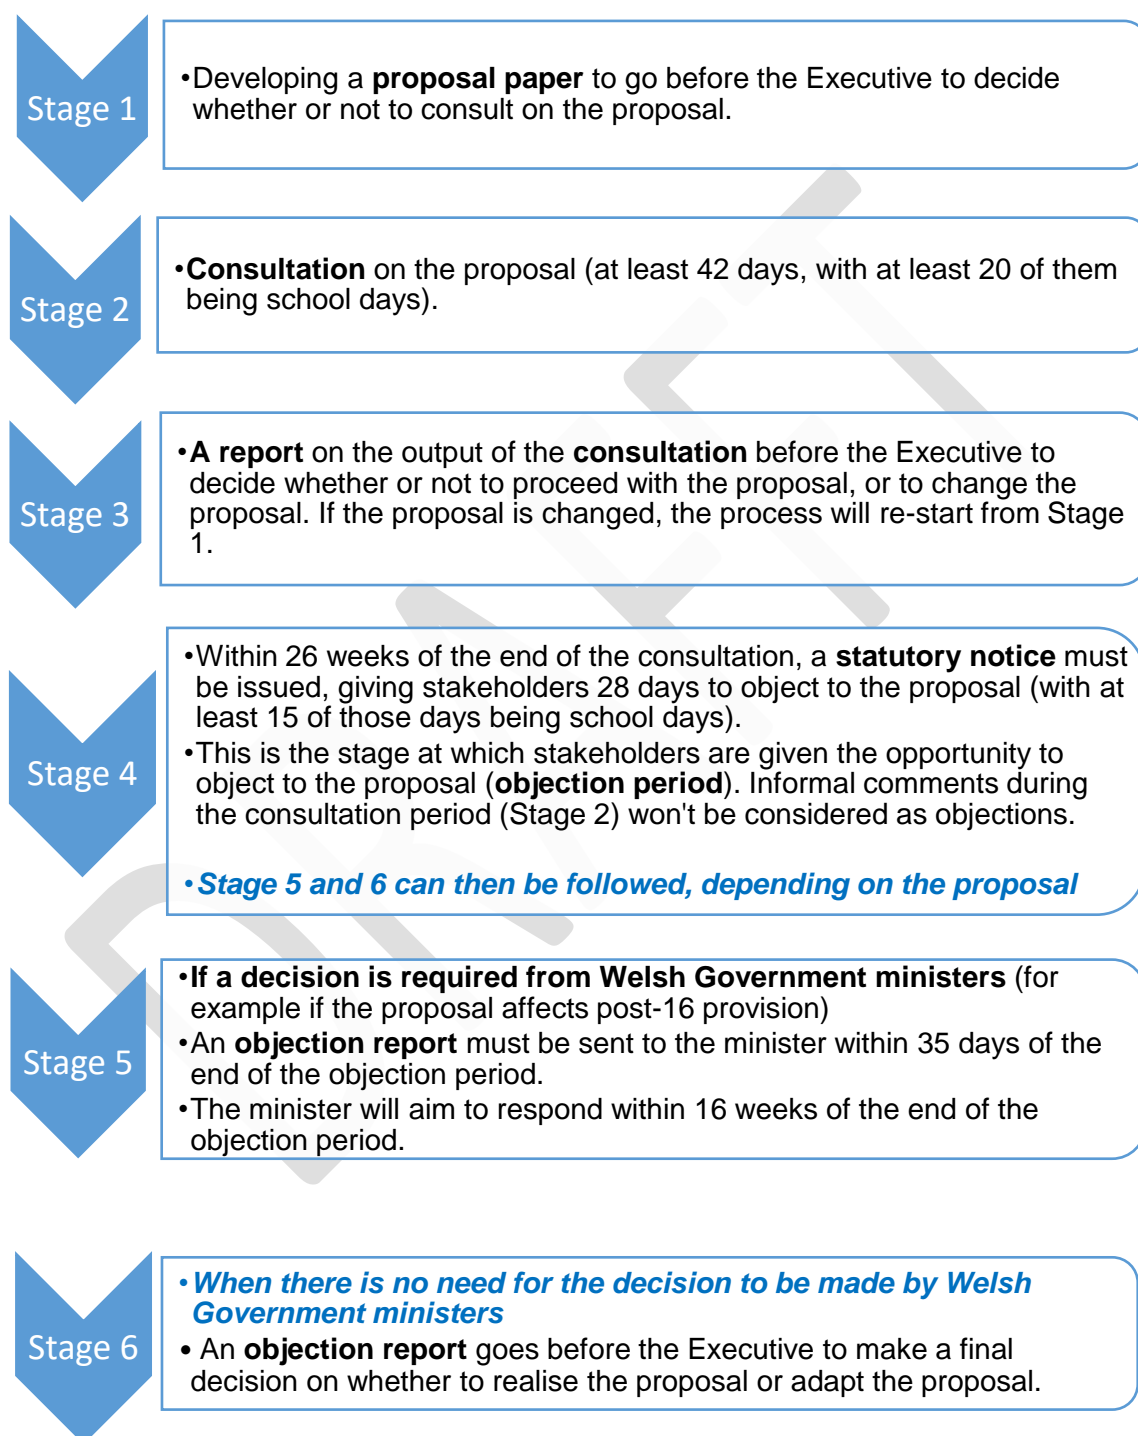 Stage 1
•Developing a proposal paper to go before the Executive to decide
whether or not to consult on the proposal.
Stage 2
•Consultation on the proposal (at least 42 days, with at least 20 of them
being school days).
Stage 3
•A report on the output of the consultation before the Executive to
decide whether or not to proceed with the proposal, or to change the
proposal. If the proposal is changed, the process will re-start from Stage
1.
Stage 4
•Within 26 weeks of the end of the consultation, a statutory notice must
be issued, giving stakeholders 28 days to object to the proposal (with at
least 15 of those days being school days).
•This is the stage at which stakeholders are given the opportunity to
object to the proposal (objection period). Informal comments during
the consultation period (Stage 2) won't be considered as objections.
•Stage 5 and 6 can then be followed, depending on the proposal
Stage 5
•If a decision is required from Welsh Government ministers (for
example if the proposal affects post-16 provision)
•An objection report must be sent to the minister within 35 days of the
end of the objection period.
•The minister will aim to respond within 16 weeks of the end of the
objection period.
Stage 6
•When there is no need for the decision to be made by Welsh
Government ministers
• An objection report goes before the Executive to make a final
decision on whether to realise the proposal or adapt the proposal.
DRAFT